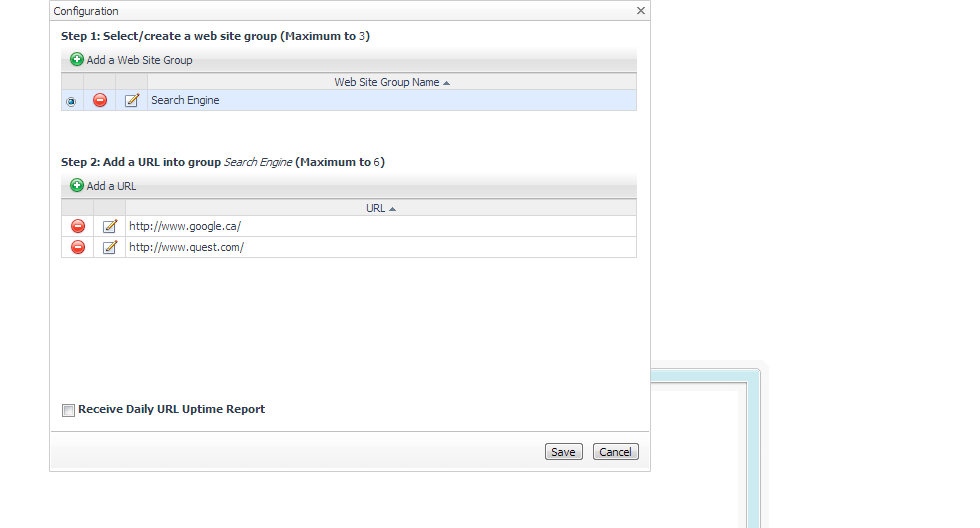 Configuration
Step 1: Select/create a web site group (Maximum to 3)
Add a Web Site Group
Web Site Group Name
Search Engine
Step 2: Add a URL into group Search Engine (Maximum to 6)
Add a URL
URL
http://www.google.ca/
http://www.quest.com/
Receive Daily URL Uptime Report
Save Cancel